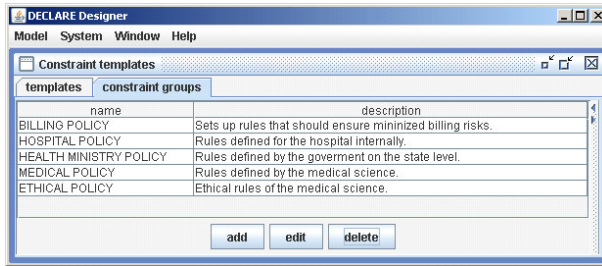 DECLARE Designer
Model System Window Help
Constraint templates
templates constraint groups
name description
BILLING POLICY Sets up rules that should ensure mininized billing risks.
HOSPITAL POLICY Rules defined for the hospital internally.
HEALTH MINISTRY POLICY Rules defined by the goverment on the state level.
MEDICAL POLICY Rules defined by the medical science.
ETHICAL POLICY Ethical rules of the medical science.
add edit delete